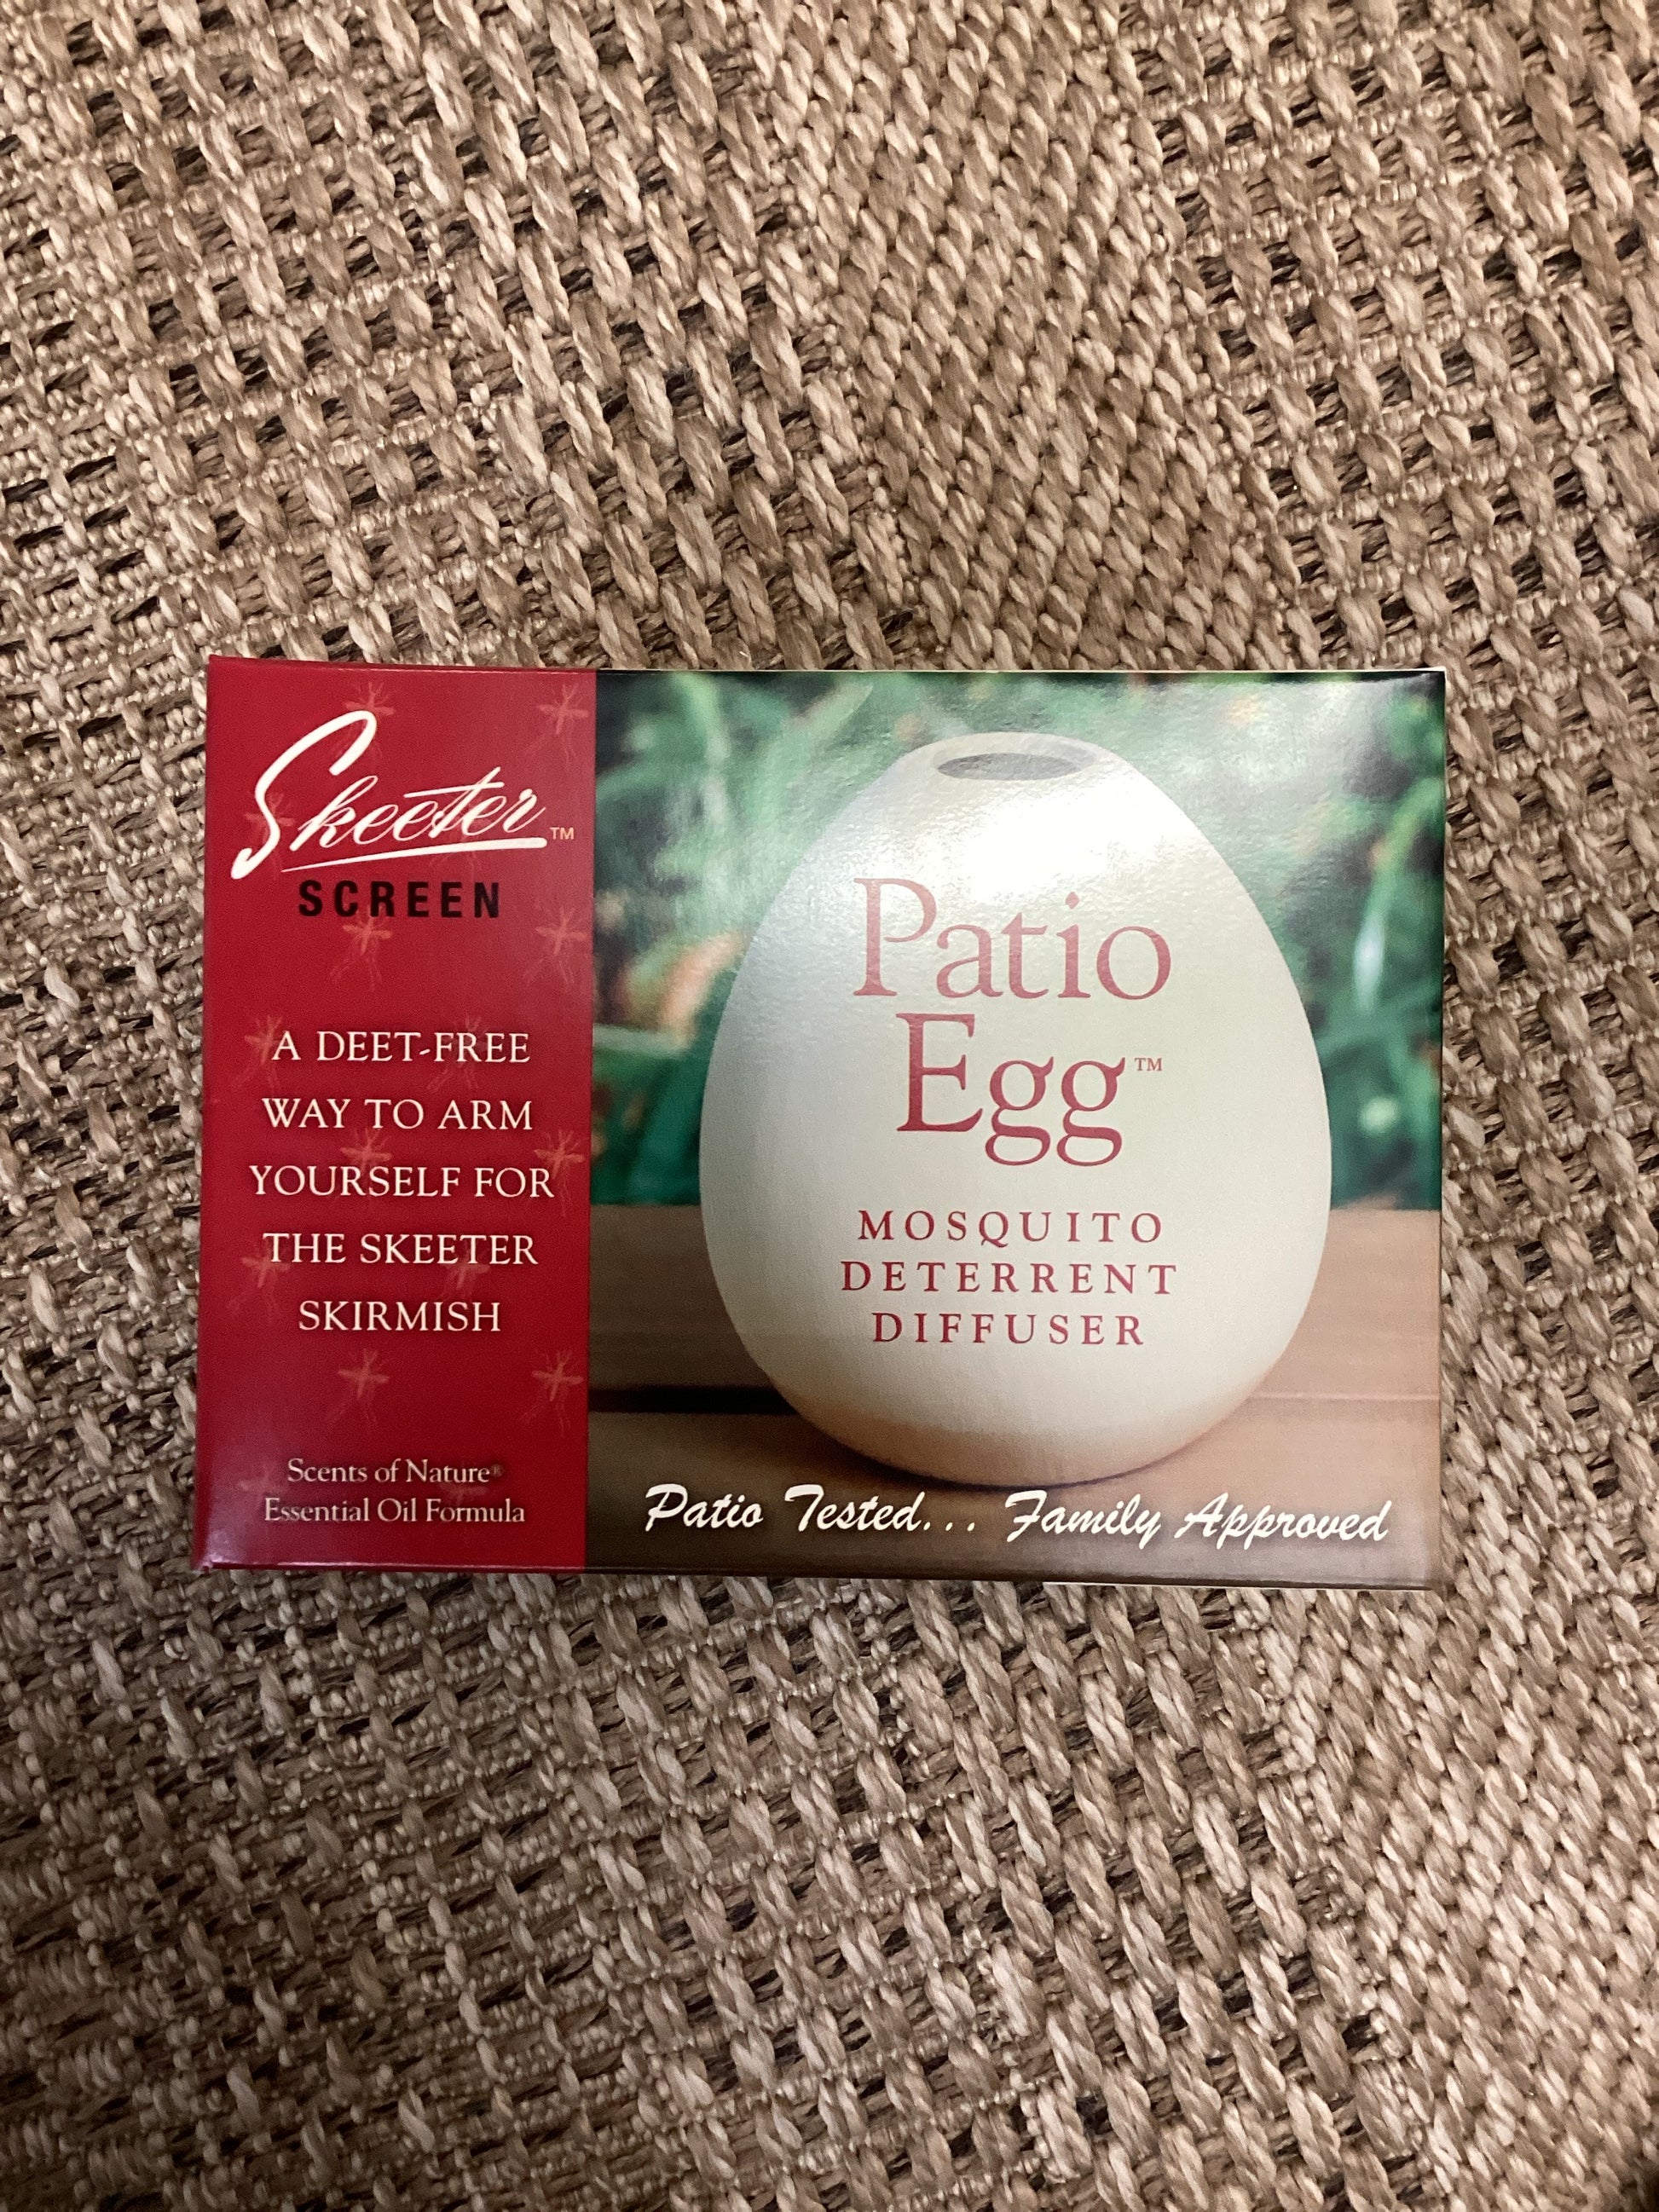 Skeeter™
SCREEN
A DEET-FREE
WAY TO ARM
YOURSELF FOR
THE SKEETER
SKIRMISH
Scents of Nature®
Essential Oil Formula
Patio
Egg™
MOSQUITO
DETERRENT
DIFFUSER
Patio Tested... Family Approved